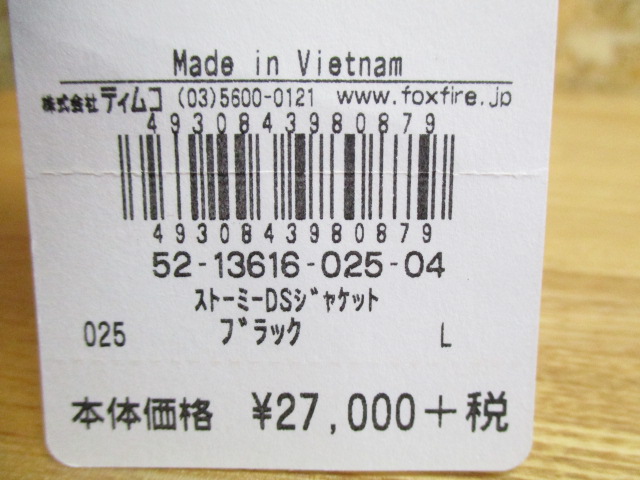 Made in Vietnam
株式会社 ティムコ (03)5600-0121 www.foxfire.jp
4930843980879
4930843980879
52-13616-025-04
ｽﾄｰﾐｰDSｼﾞｬｹｯﾄ
025 ﾌﾞﾗｯｸ L
本体価格 ¥27,000+税